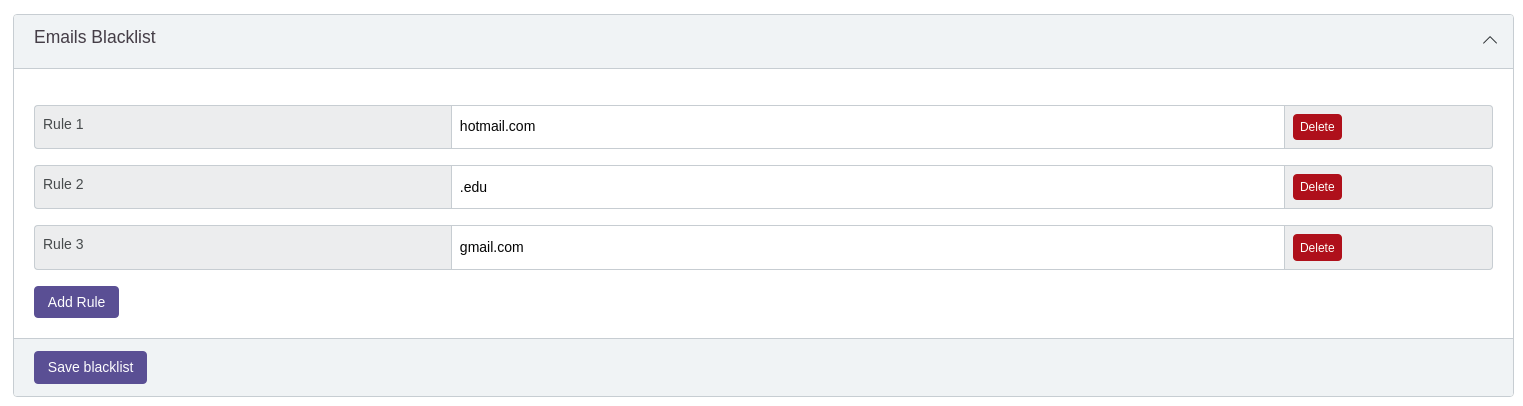 Emails Blacklist
Rule 1 hotmail.com Delete
Rule 2 .edu Delete
Rule 3 gmail.com Delete
Add Rule
Save blacklist